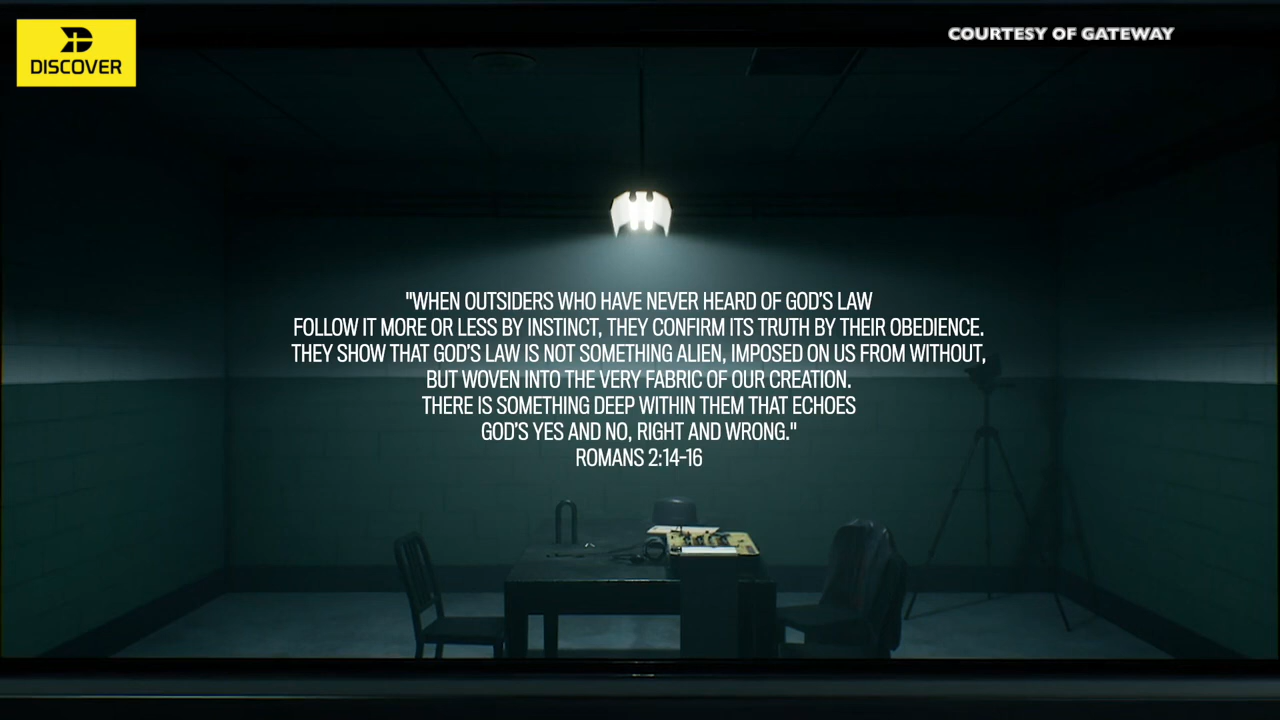 DISCOVER
COURTESY OF GATEWAY
"WHEN OUTSIDERS WHO HAVE NEVER HEARD OF GOD'S LAW
FOLLOW IT MORE OR LESS BY INSTINCT, THEY CONFIRM ITS TRUTH BY THEIR OBEDIENCE.
THEY SHOW THAT GOD'S LAW IS NOT SOMETHING ALIEN, IMPOSED ON US FROM WITHOUT,
BUT WOVEN INTO THE VERY FABRIC OF OUR CREATION.
THERE IS SOMETHING DEEP WITHIN THEM THAT ECHOES
GOD'S YES AND NO, RIGHT AND WRONG."
ROMANS 2:14-16